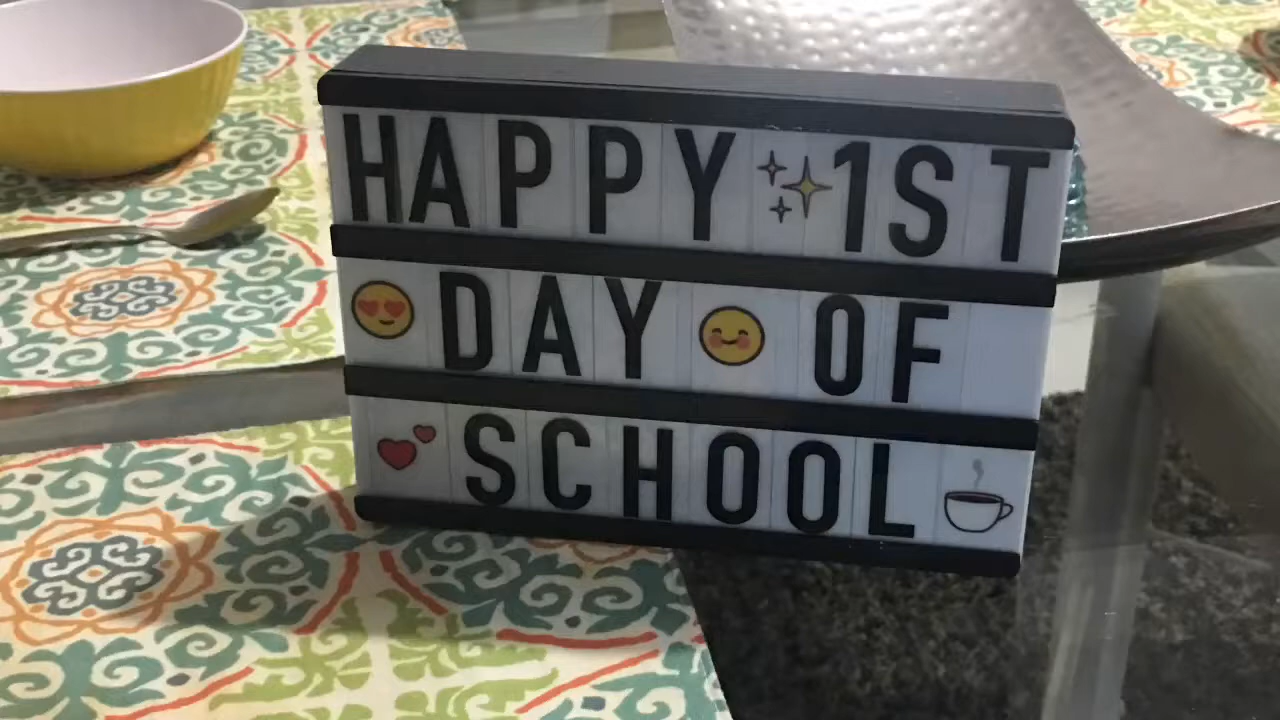 HAPPY ✨1ST
😍 DAY 😊 OF
💕 SCHOOL ☕